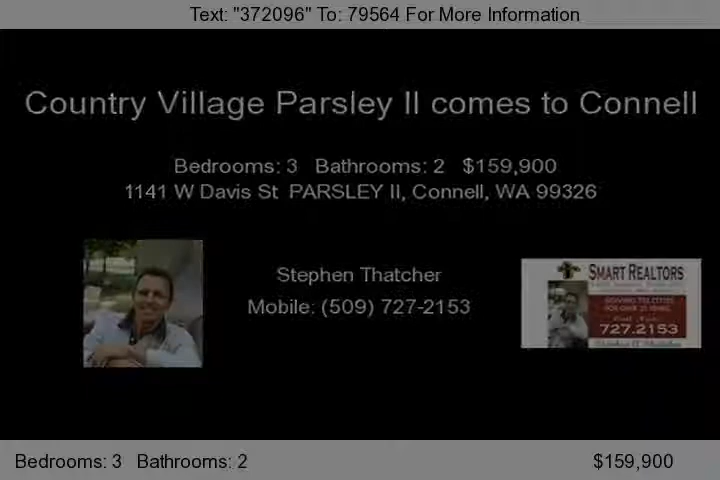 Text: "372096" To: 79564 For More Information
Country Village Parsley II comes to Connell
Bedrooms: 3 Bathrooms: 2 $159,900
1141 W Davis St PARSLEY II, Connell, WA 99326
Stephen Thatcher
Mobile: (509) 727-2153
SMART REALTORS
727.2153
Bedrooms: 3 Bathrooms: 2
$159,900